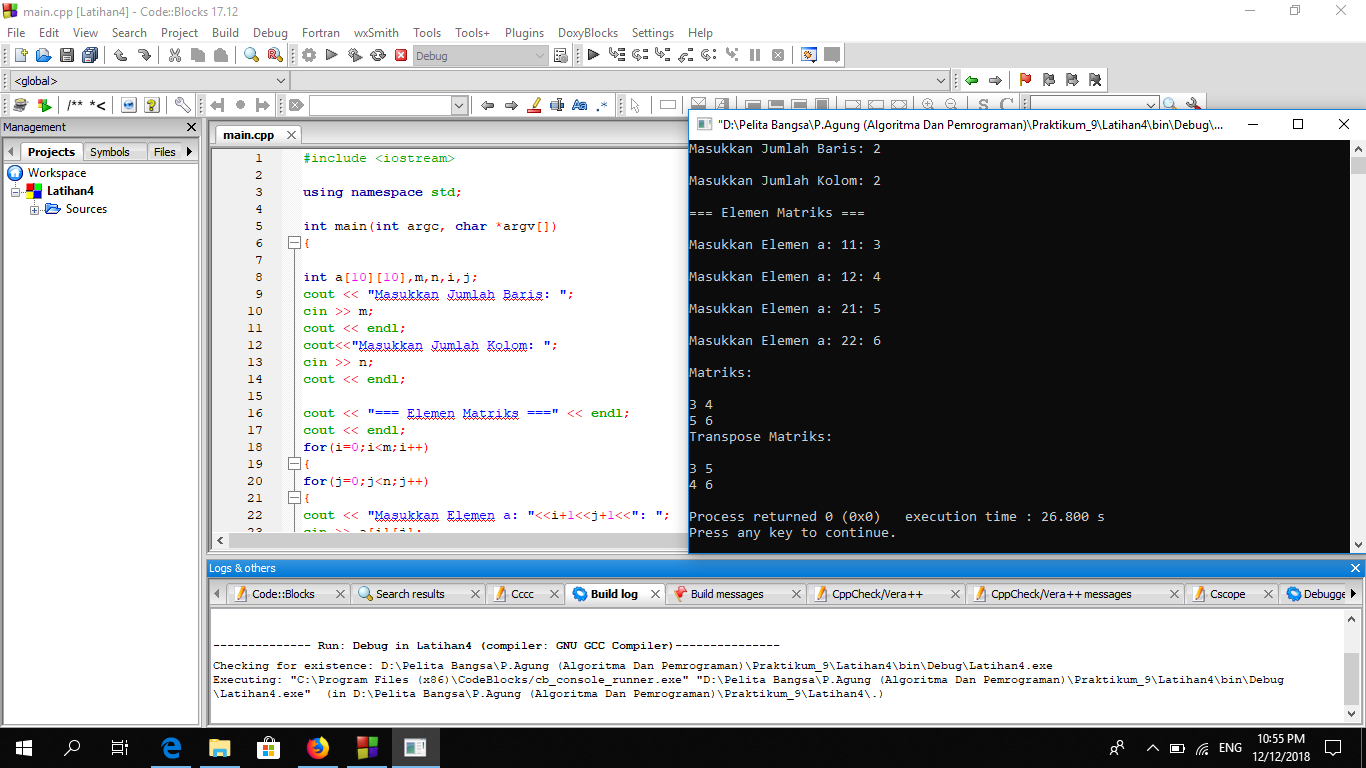 main.cpp [Latihan4] - Code::Blocks 17.12
File Edit View Search Project Build Debug Fortran wxSmith Tools Tools+ Plugins DoxyBlocks Settings Help
Debug
<global>
/** *<
Aa .*
S C
Management
Projects Symbols Files
Workspace
Latihan4
Sources
main.cpp
1 #include <iostream>
2
3 using namespace std;
4
5 int main(int argc, char *argv[])
6 {
7
8 int a[10][10],m,n,i,j;
9 cout << "Masukkan Jumlah Baris: ";
10 cin >> m;
11 cout << endl;
12 cout<<"Masukkan Jumlah Kolom: ";
13 cin >> n;
14 cout << endl;
15
16 cout << "=== Elemen Matriks ===" << endl;
17 cout << endl;
18 for(i=0;i<m;i++)
19 {
20 for(j=0;j<n;j++)
21 {
22 cout << "Masukkan Elemen a: "<<i+1<<j+1<<": ";
23 cin >> a[i][j];
"D:\Pelita Bangsa\P.Agung (Algoritma Dan Pemrograman)\Praktikum_9\Latihan4\bin\Debug\...
Masukkan Jumlah Baris: 2
Masukkan Jumlah Kolom: 2
=== Elemen Matriks ===
Masukkan Elemen a: 11: 3
Masukkan Elemen a: 12: 4
Masukkan Elemen a: 21: 5
Masukkan Elemen a: 22: 6
Matriks:
3 4
5 6
Transpose Matriks:
3 5
4 6
Process returned 0 (0x0)   execution time : 26.800 s
Press any key to continue.
Logs & others
Code::Blocks Search results Cccc Build log Build messages CppCheck/Vera++ CppCheck/Vera++ messages Cscope Debugge
-------------- Run: Debug in Latihan4 (compiler: GNU GCC Compiler)---------------
Checking for existence: D:\Pelita Bangsa\P.Agung (Algoritma Dan Pemrograman)\Praktikum_9\Latihan4\bin\Debug\Latihan4.exe
Executing: "C:\Program Files (x86)\CodeBlocks/cb_console_runner.exe" "D:\Pelita Bangsa\P.Agung (Algoritma Dan Pemrograman)\Praktikum_9\Latihan4\bin\Debug
\Latihan4.exe"  (in D:\Pelita Bangsa\P.Agung (Algoritma Dan Pemrograman)\Praktikum_9\Latihan4\.)
ENG
10:55 PM
12/12/2018